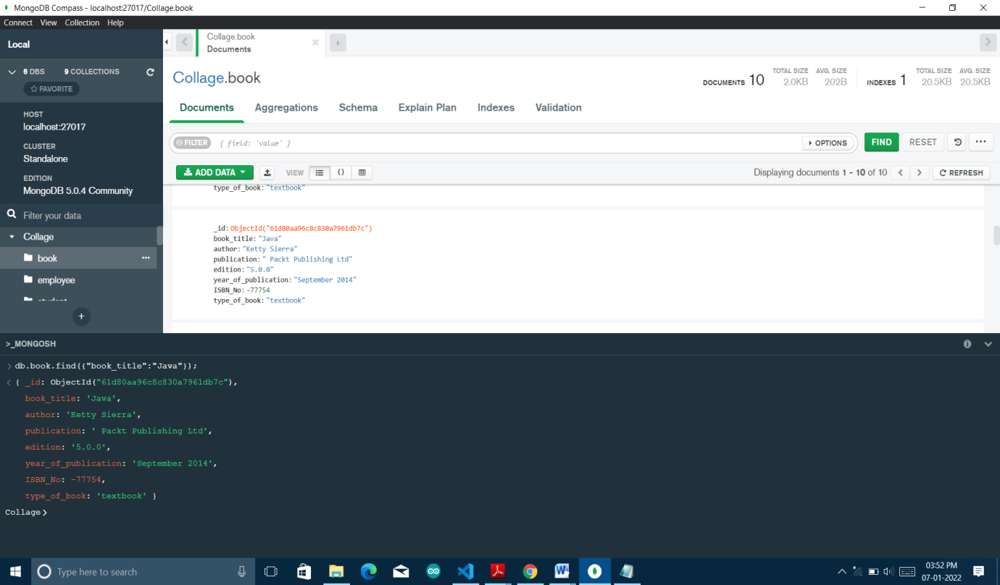 MongoDB Compass - localhost:27017/Collage.book
Connect View Collection Help
Local
6 DBS 9 COLLECTIONS
FAVORITE
HOST
localhost:27017
CLUSTER
Standalone
EDITION
MongoDB 5.0.4 Community
Filter your data
Collage
book
employee
student
Collage.book
Documents
Collage.book
DOCUMENTS 10 TOTAL SIZE 2.0KB AVG. SIZE 202B INDEXES 1 TOTAL SIZE 20.5KB AVG. SIZE 20.5KB
Documents Aggregations Schema Explain Plan Indexes Validation
FILTER { field: 'value' } OPTIONS FIND RESET
ADD DATA VIEW {} Displaying documents 1 - 10 of 10 REFRESH
type_of_book: "textbook"
_id: ObjectId("61d80aa96c8c830a7961db7c")
book_title: "Java"
author: "Ketty Sierra"
publication: " Packt Publishing Ltd"
edition: "5.0.0"
year_of_publication: "September 2014"
ISBN_No: -77754
type_of_book: "textbook"
>_MONGOSH
> db.book.find({"book_title":"Java"});
< { _id: ObjectId("61d80aa96c8c830a7961db7c"),
book_title: 'Java',
author: 'Ketty Sierra',
publication: ' Packt Publishing Ltd',
edition: '5.0.0',
year_of_publication: 'September 2014',
ISBN_No: -77754,
type_of_book: 'textbook' }
Collage>
Type here to search
03:52 PM
07-01-2022